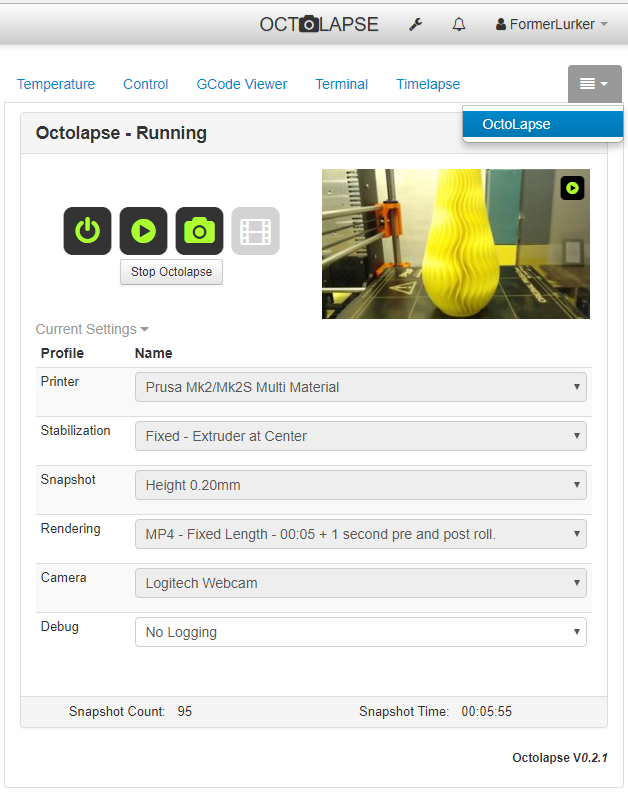 OCTOLAPSE
FormerLurker
Temperature Control GCode Viewer Terminal Timelapse
OctoLapse
Octolapse - Running
Stop Octolapse
Current Settings
Profile Name
Printer Prusa Mk2/Mk2S Multi Material
Stabilization Fixed - Extruder at Center
Snapshot Height 0.20mm
Rendering MP4 - Fixed Length - 00:05 + 1 second pre and post roll.
Camera Logitech Webcam
Debug No Logging
Snapshot Count: 95 Snapshot Time: 00:05:55
Octolapse V0.2.1